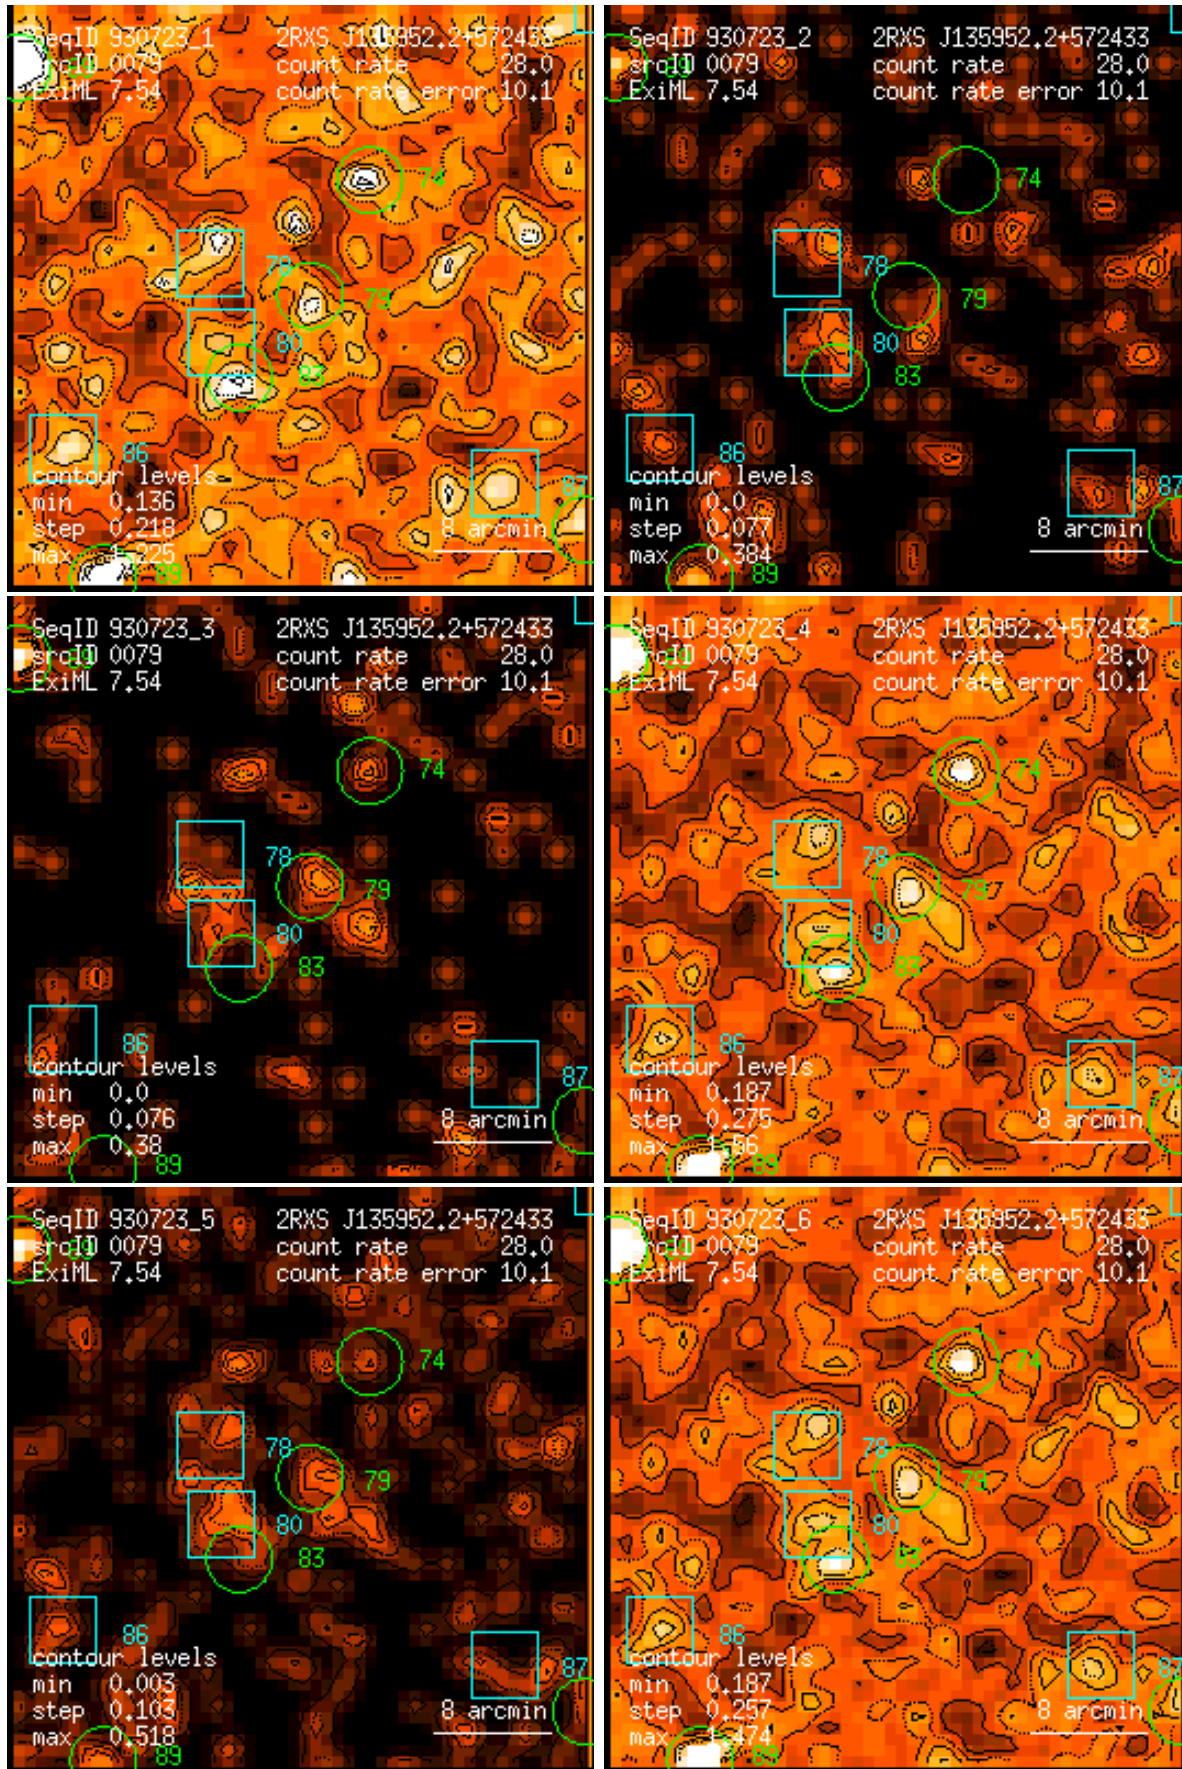 SeqID 930723_1 2RXS J135952.2+572433
srcID 0079 count rate 28.0
ExiML 7.54 count rate error 10.1
74
78
79
80
83
86
contour levels
87
min 0.136
step 0.218 8 arcmin
max 1.225
89
SeqID 930723_2 2RXS J135952.2+572433
srcID 0079 count rate 28.0
ExiML 7.54 count rate error 10.1
74
78
79
80
83
86
contour levels
87
min 0.0
step 0.077 8 arcmin
max 0.384
89
SeqID 930723_3 2RXS J135952.2+572433
srcID 0079 count rate 28.0
ExiML 7.54 count rate error 10.1
74
78
79
80
83
86
contour levels
87
min 0.0
step 0.076 8 arcmin
max 0.38
89
SeqID 930723_4 2RXS J135952.2+572433
srcID 0079 count rate 28.0
ExiML 7.54 count rate error 10.1
74
78
79
80
83
86
contour levels
87
min 0.187
step 0.275 8 arcmin
max 1.56
89
SeqID 930723_5 2RXS J135952.2+572433
srcID 0079 count rate 28.0
ExiML 7.54 count rate error 10.1
74
78
79
80
83
86
contour levels
87
min 0.003
step 0.103 8 arcmin
max 0.518
89
SeqID 930723_6 2RXS J135952.2+572433
srcID 0079 count rate 28.0
ExiML 7.54 count rate error 10.1
74
78
79
80
83
86
contour levels
87
min 0.187
step 0.257 8 arcmin
max 1.474
89